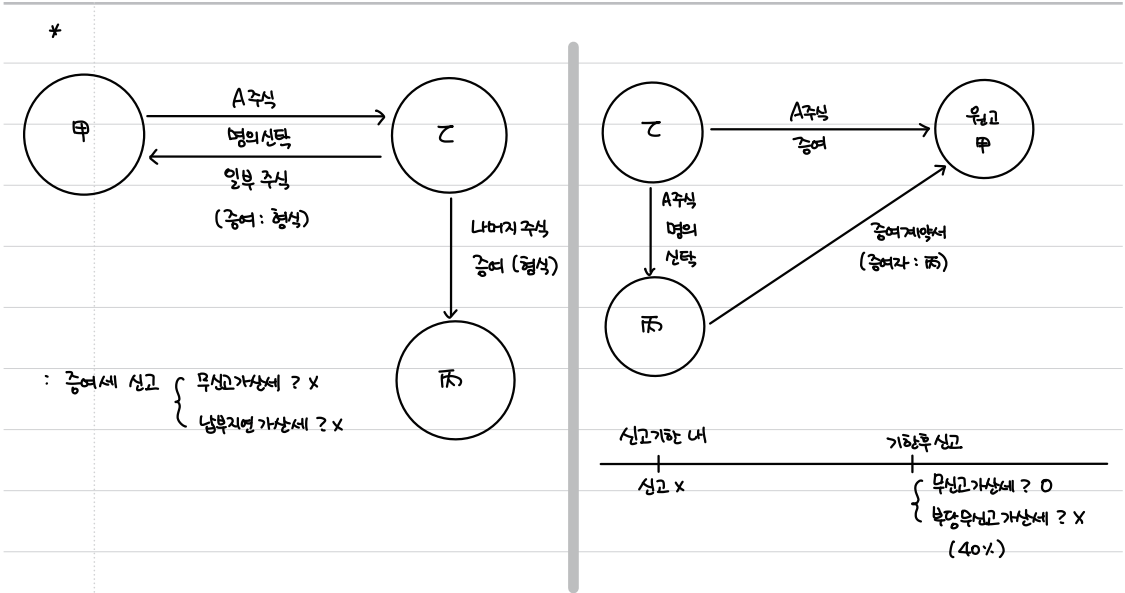 *
甲
A주식
명의신탁
일부 주식
(증여 : 형식)
乙
나머지 주식
증여 (형식)
丙
: 증여세 신고 { 무신고가산세 ? X
납부지연가산세 ? X
乙
A주식
증여
원고
甲
A주식
명의
신탁
증여계약서
(증여자 : 丙)
丙
신고기한 내
기한후신고
신고 X
{ 무신고가산세 ? O
부당무신고가산세 ? X
(40%)